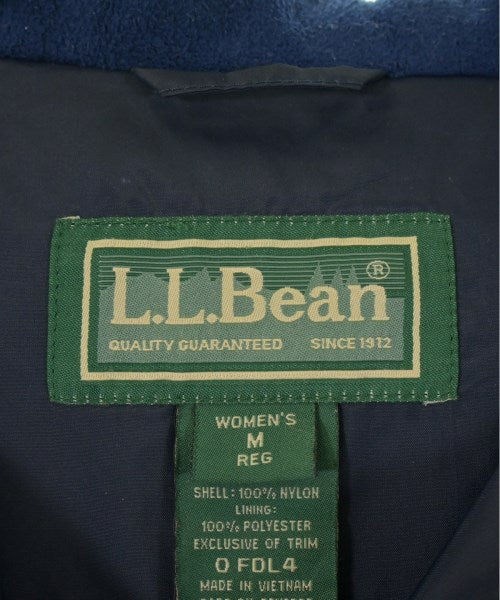 L.L.Bean®
QUALITY GUARANTEED SINCE 1912
WOMEN'S
M
REG
SHELL: 100% NYLON
LINING:
100% POLYESTER
EXCLUSIVE OF TRIM
0 FDL4
MADE IN VIETNAM